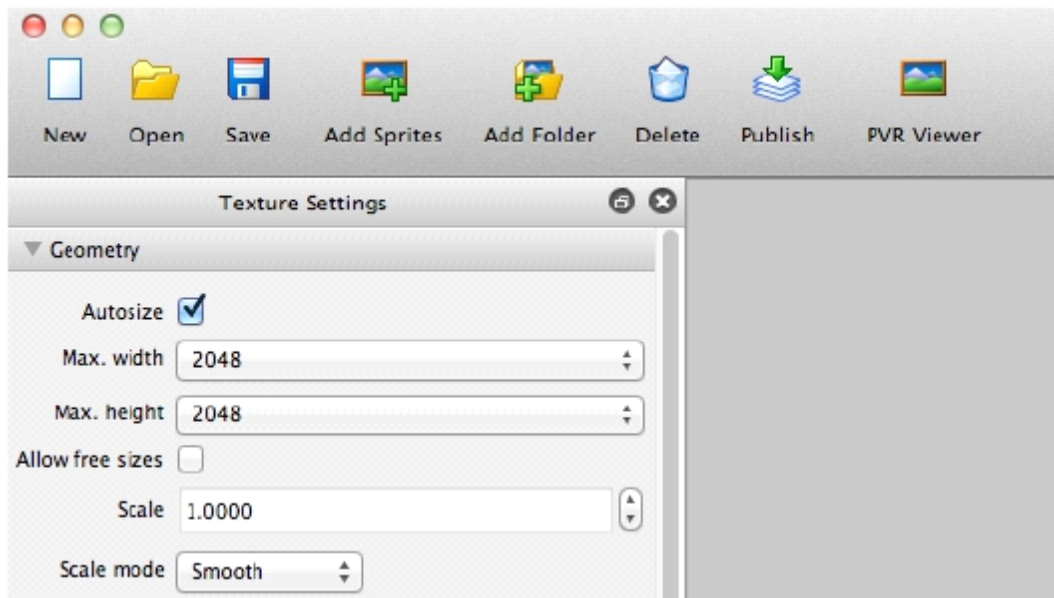 New Open Save Add Sprites Add Folder Delete Publish PVR Viewer
Texture Settings
Geometry
Autosize
Max. width 2048
Max. height 2048
Allow free sizes
Scale 1.0000
Scale mode Smooth